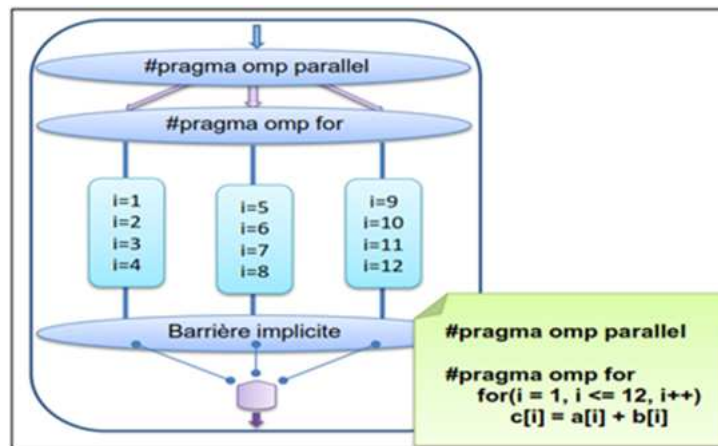 #pragma omp parallel
#pragma omp for
i=1
i=2
i=3
i=4
i=5
i=6
i=7
i=8
i=9
i=10
i=11
i=12
Barrière implicite
#pragma omp parallel
#pragma omp for
for(i = 1, i <= 12, i++)
c[i] = a[i] + b[i]